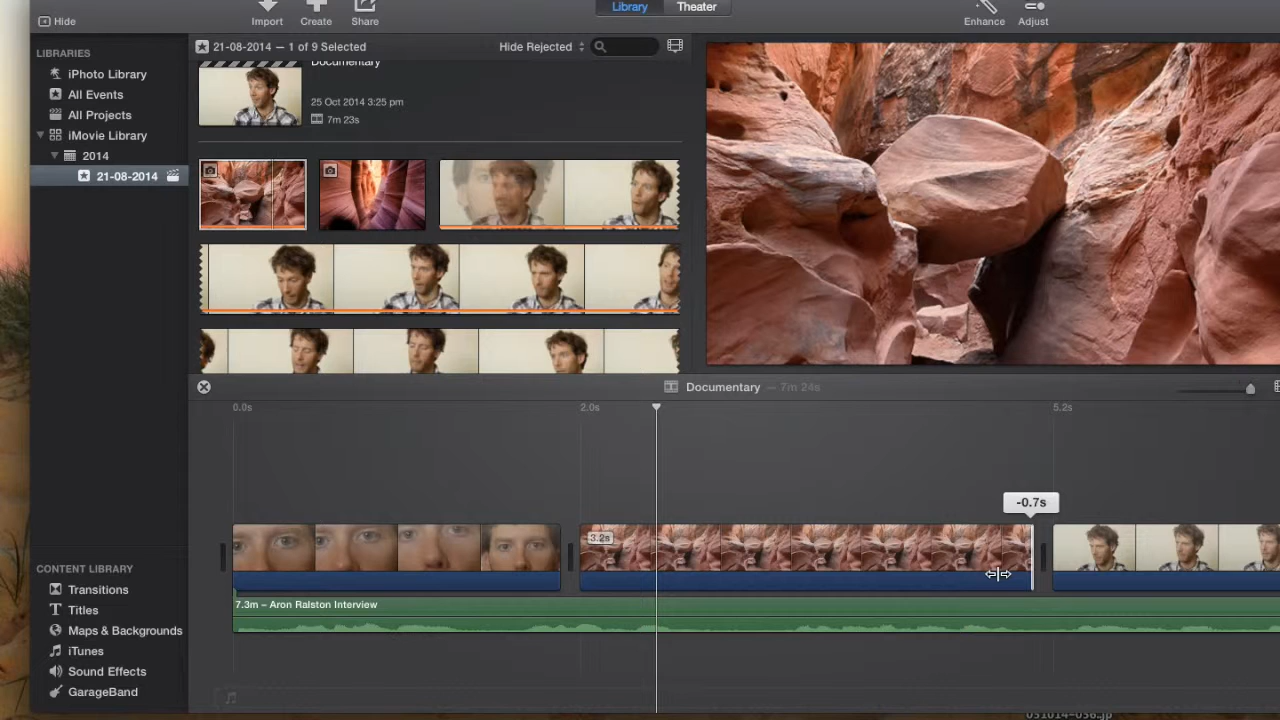 Hide
Import
Create
Share
Library
Theater
Enhance
Adjust
LIBRARIES
iPhoto Library
All Events
All Projects
iMovie Library
2014
21-08-2014
21-08-2014 — 1 of 9 Selected
Hide Rejected
Documentary
25 Oct 2014 3:25 pm
7m 23s
Documentary — 7m 24s
0.0s
2.0s
5.2s
-0.7s
3.2s
7.3m – Aron Ralston Interview
CONTENT LIBRARY
Transitions
Titles
Maps & Backgrounds
iTunes
Sound Effects
GarageBand
031014-036.jp